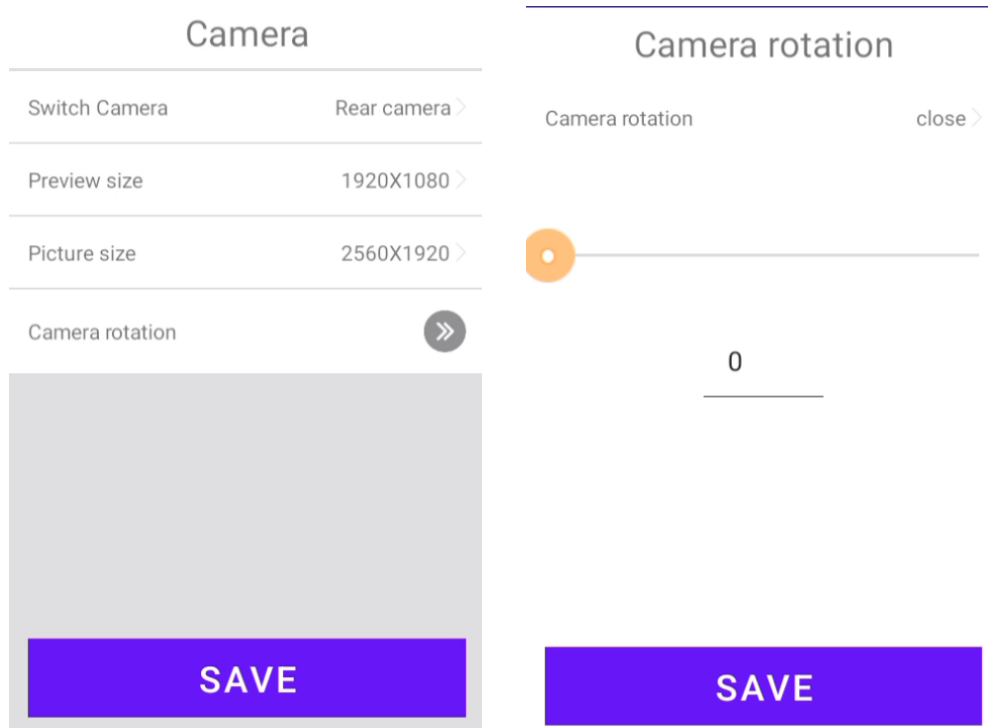 Camera
Switch Camera Rear camera
Preview size 1920X1080
Picture size 2560X1920
Camera rotation
SAVE
Camera rotation
Camera rotation close
0
SAVE